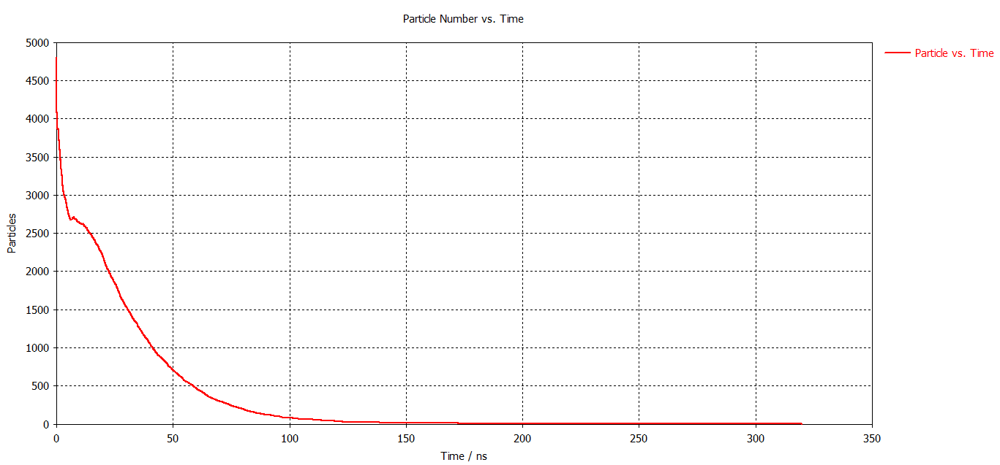 Particle Number vs. Time
Particle vs. Time
5000
4500
4000
3500
3000
2500
2000
1500
1000
500
0
Particles
0 50 100 150 200 250 300 350
Time / ns